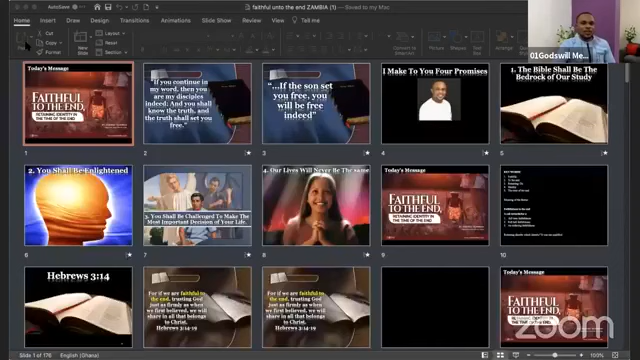 AutoSave
faithful unto the end ZAMBIA
Saved to my Mac
Home
Insert
Draw
Design
Transitions
Animations
Slide Show
Review
View
Tell me
Cut
Copy
Format
New
Slide
Layout
Reset
Section
Convert to
SmartArt
Picture
Shapes
Arrange
01Godswill Me...
Today's Message
FAITHFUL
TO THE END,
RETAINING IDENTITY IN
THE TIME OF THE END
1
"If you continue in
my word, then you
are my disciples
indeed; And you shall
know the truth, and
the truth shall set you
free."
2
"...If the son set
you free, you
will be free
indeed"
3
I Make To You Four Promises
4
1. The Bible Shall Be The
Bedrock of Our Study
5
2. You Shall Be Enlightened
6
3. You Shall Be Challenged To Make The
Most Important Decision of Your Life.
7
4. Our Lives Will Never Be The same
8
Today's Message
FAITHFUL
TO THE END,
RETAINING IDENTITY IN
THE TIME OF THE END
9
10
Hebrews 3:14
For if we are faithful to
the end, trusting God
just as firmly as when
we first believed, we will
share in all that belongs
to Christ.
Hebrews 3:14-19
For if we are faithful to
the end, trusting God
just as firmly as when
we first believed, we will
share in all that belongs
to Christ.
Hebrews 3:14-19
Today's Message
FAITHFUL
TO THE END,
zoom
Slide 1 of 176
English (Ghana)
100%